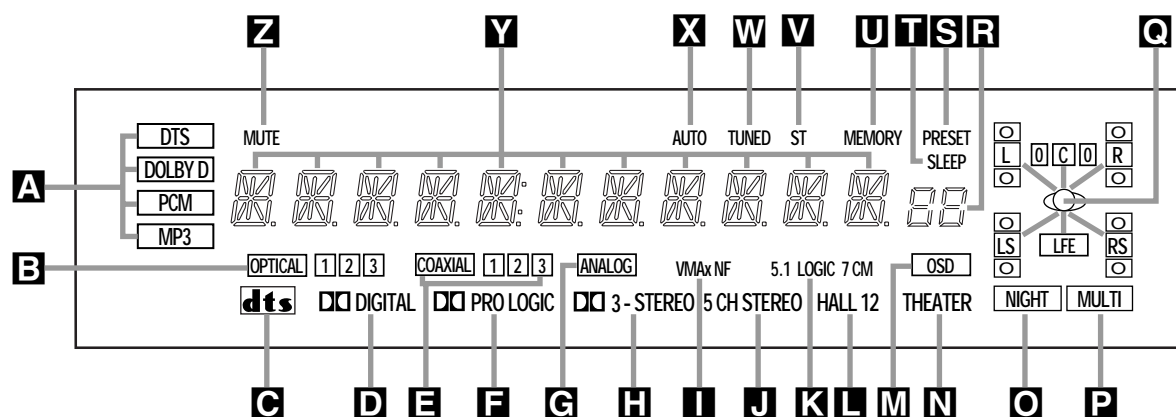 Z Y X W V U T S R Q
DTS MUTE AUTO TUNED ST MEMORY PRESET
SLEEP
DOLBY D
A
PCM
MP3
L 0 C 0 R
LS LFE RS
B OPTICAL 1 2 3 COAXIAL 1 2 3 ANALOG VMAx NF 5.1 LOGIC 7 CM OSD
dts DIGITAL PRO LOGIC 3 - STEREO 5 CH STEREO HALL 12 THEATER NIGHT MULTI
C D E F G H I J K L M N O P